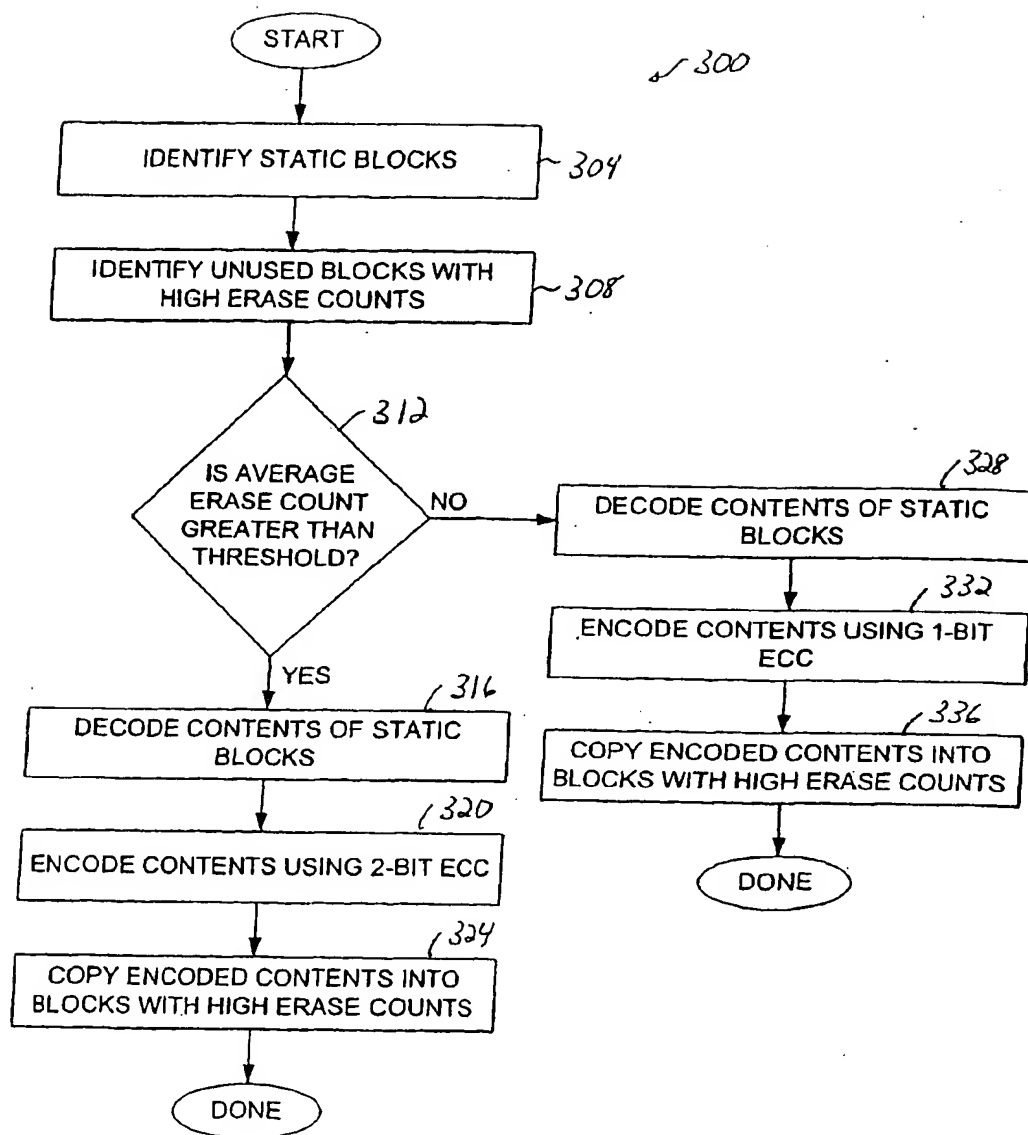 START
300
IDENTIFY STATIC BLOCKS
304
IDENTIFY UNUSED BLOCKS WITH
HIGH ERASE COUNTS
308
312
IS AVERAGE
ERASE COUNT
GREATER THAN
THRESHOLD?
NO
YES
328
DECODE CONTENTS OF STATIC
BLOCKS
332
ENCODE CONTENTS USING 1-BIT
ECC
336
COPY ENCODED CONTENTS INTO
BLOCKS WITH HIGH ERASE COUNTS
DONE
316
DECODE CONTENTS OF STATIC
BLOCKS
320
ENCODE CONTENTS USING 2-BIT ECC
324
COPY ENCODED CONTENTS INTO
BLOCKS WITH HIGH ERASE COUNTS
DONE